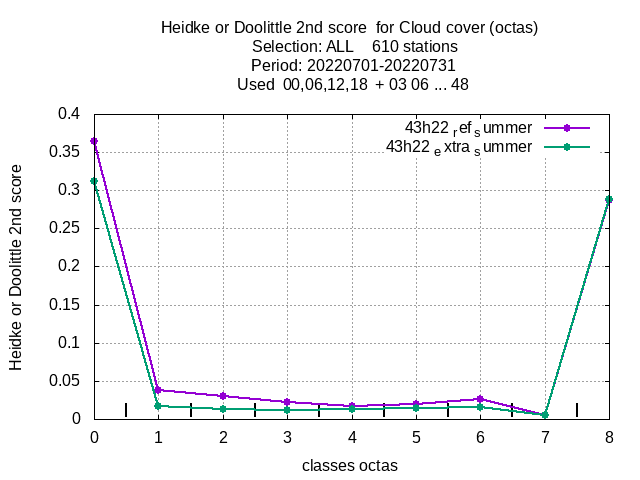 Heidke or Doolittle 2nd score for Cloud cover (octas)
Selection: ALL 610 stations
Period: 20220701-20220731
Used 00,06,12,18 + 03 06 ... 48
0.4
43h22 ref summer
0.35
43h22 extra summer
0.3
0.25
0.2
0.15
0.1
0.05
0
Heidke or Doolittle 2nd score
0 1 2 3 4 5 6 7 8
classes octas